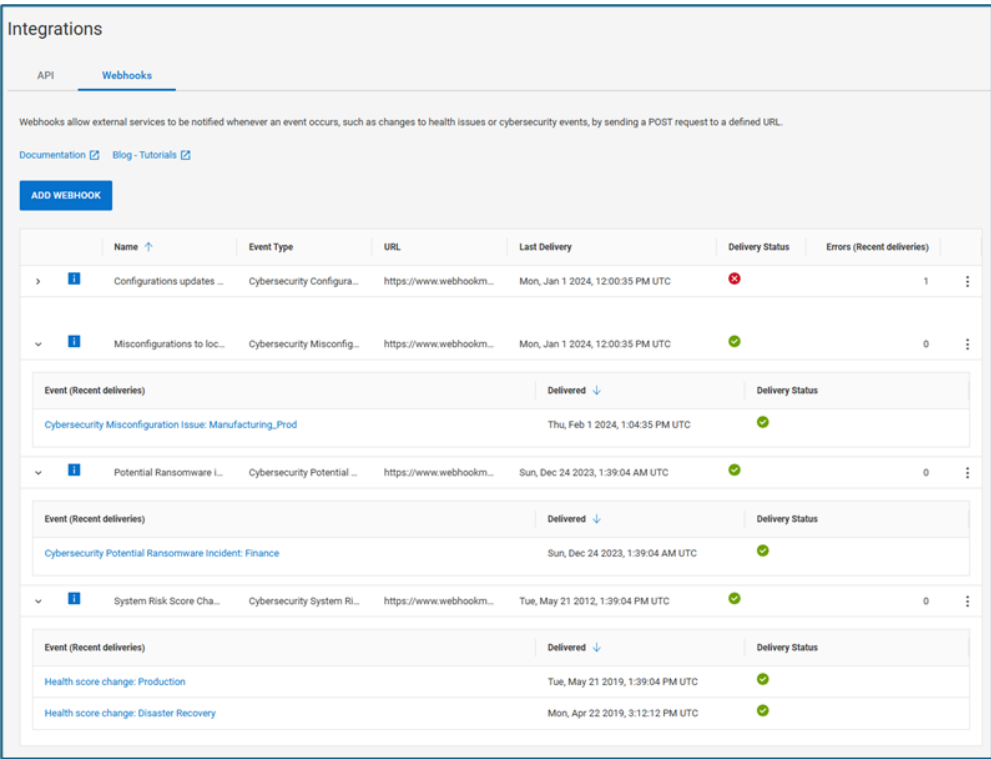 Integrations
API Webhooks
Webhooks allow external services to be notified whenever an event occurs, such as changes to health issues or cybersecurity events, by sending a POST request to a defined URL.
Documentation Blog - Tutorials
ADD WEBHOOK
Name Event Type URL Last Delivery Delivery Status Errors (Recent deliveries)
Configurations updates ... Cybersecurity Configura... https://www.webhookm... Mon, Jan 1 2024, 12:00:35 PM UTC 1
Misconfigurations to loc... Cybersecurity Misconfig... https://www.webhookm... Mon, Jan 1 2024, 12:00:35 PM UTC 0
Event (Recent deliveries) Delivered Delivery Status
Cybersecurity Misconfiguration Issue: Manufacturing_Prod Thu, Feb 1 2024, 1:04:35 PM UTC
Potential Ransomware i... Cybersecurity Potential ... https://www.webhookm... Sun, Dec 24 2023, 1:39:04 AM UTC 0
Event (Recent deliveries) Delivered Delivery Status
Cybersecurity Potential Ransomware Incident: Finance Sun, Dec 24 2023, 1:39:04 AM UTC
System Risk Score Cha... Cybersecurity System Ri... https://www.webhookm... Tue, May 21 2012, 1:39:04 PM UTC 0
Event (Recent deliveries) Delivered Delivery Status
Health score change: Production Tue, May 21 2019, 1:39:04 PM UTC
Health score change: Disaster Recovery Mon, Apr 22 2019, 3:12:12 PM UTC